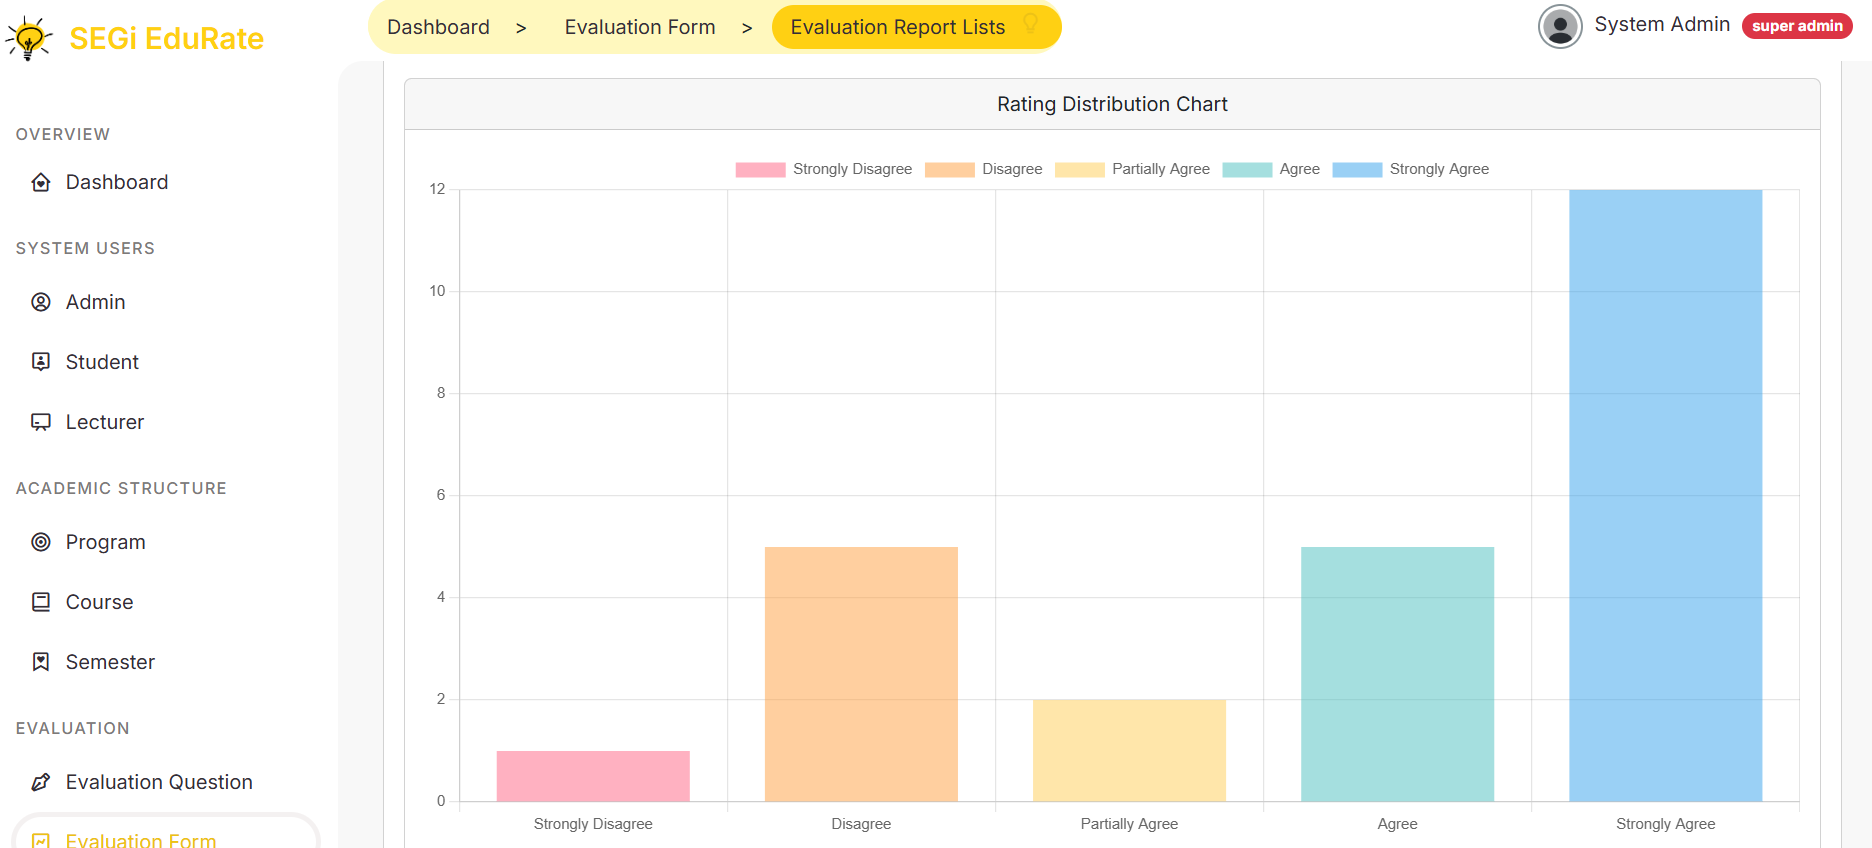 SEGi EduRate
Dashboard > Evaluation Form > Evaluation Report Lists
System Admin super admin
OVERVIEW
Dashboard
SYSTEM USERS
Admin
Student
Lecturer
ACADEMIC STRUCTURE
Program
Course
Semester
EVALUATION
Evaluation Question
Evaluation Form
Rating Distribution Chart
Strongly Disagree Disagree Partially Agree Agree Strongly Agree
12
10
8
6
4
2
0
Strongly Disagree Disagree Partially Agree Agree Strongly Agree